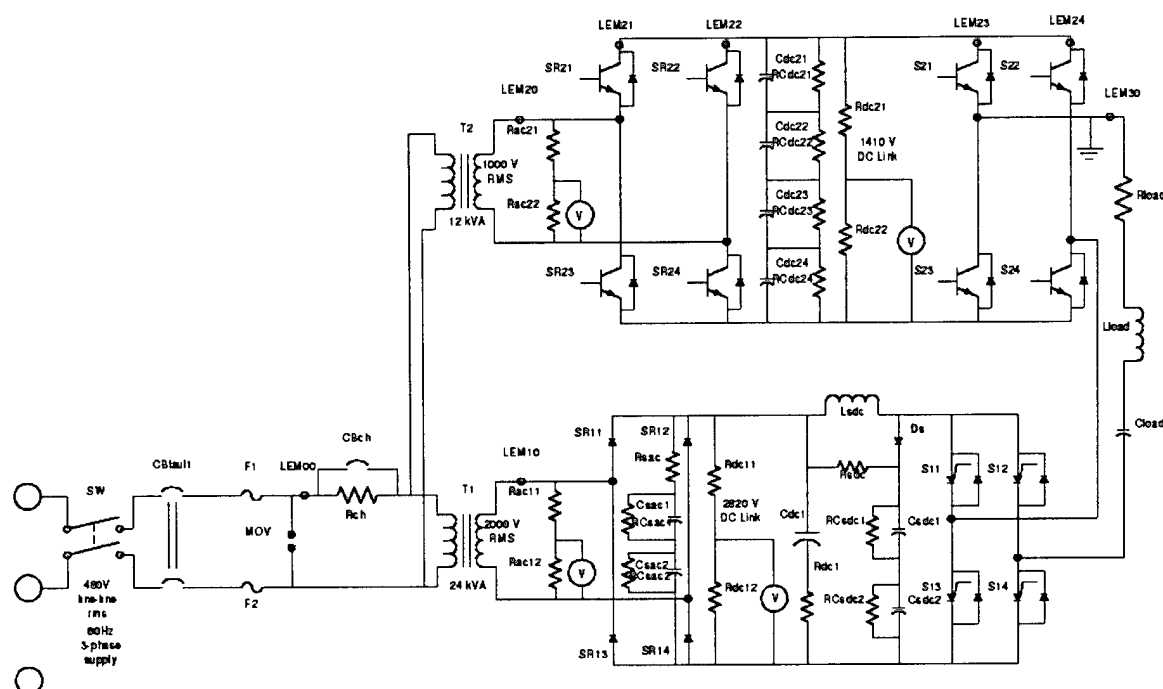 LEM21
LEM22
LEM23
LEM24
SR21
SR22
Cdc21
RCdc21
S21
S22
LEM20
LEM30
Rac21
Rdc21
T2
Cdc22
RCdc22
1410 V
DC Link
1000 V
RMS
Rload
Rac22
V
Cdc23
RCdc23
12 kVA
Rdc22
V
SR23
SR24
Cdc24
RCdc24
S23
S24
Lload
Lsdc
Cload
CBch
SR11
SR12
Ds
CBfault
F1
LEM00
LEM10
Rsac
Rdc11
Rsdc
S11
S12
SW
Rac11
T1
Rch
Csac1
RCsac1
2820 V
DC Link
Cdc1
RCsdc1
Csdc1
MOV
2000 V
RMS
Rac12
V
Csac2
RCsac2
Rdc1
24 kVA
Rdc12
V
RCsdc2
Csdc2
S13
S14
480V
line-line
rms
60Hz
3-phase
supply
F2
SR13
SR14